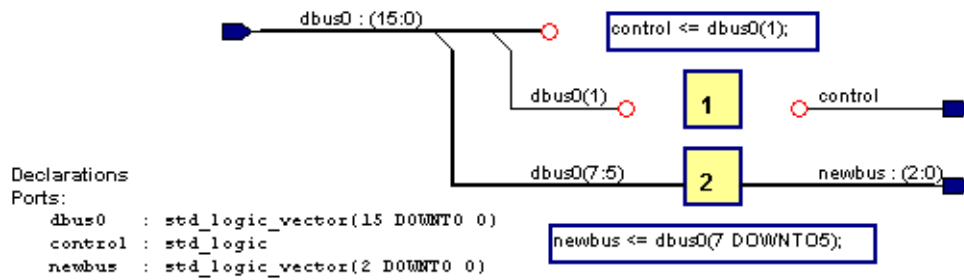 dbus0 : (15:0)
control <= dbus0(1);
dbus0(1)
1
control
dbus0(7:5)
2
newbus : (2:0)
Declarations
Ports:
dbus0 : std_logic_vector(15 DOWNTO 0)
control : std_logic
newbus : std_logic_vector(2 DOWNTO 0)
newbus <= dbus0(7 DOWNTO5);